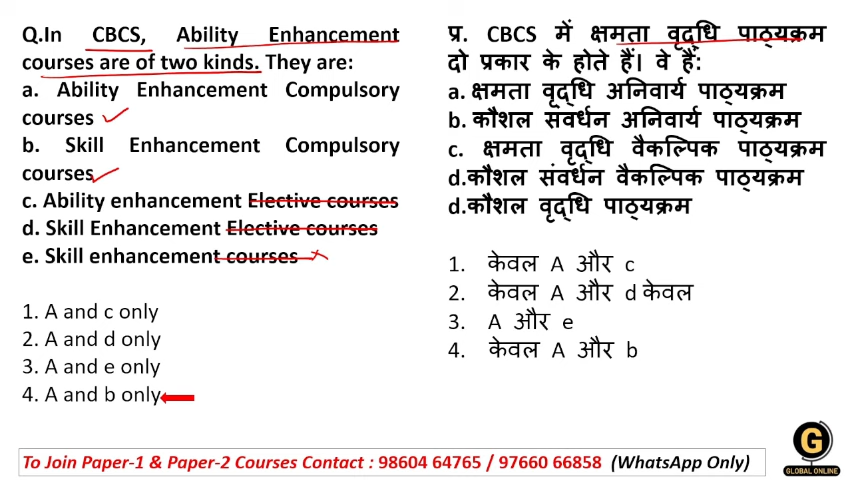 Q.In CBCS, Ability Enhancement
courses are of two kinds. They are:
a. Ability Enhancement Compulsory
courses
b. Skill Enhancement Compulsory
courses
c. Ability enhancement Elective courses
d. Skill Enhancement Elective courses
e. Skill enhancement courses
1. A and c only
2. A and d only
3. A and e only
4. A and b only
प्र. CBCS में क्षमता वृद्धि पाठ्यक्रम
दो प्रकार के होते हैं। वे हैं:
a. क्षमता वृद्धि अनिवार्य पाठ्यक्रम
b. कौशल संवर्धन अनिवार्य पाठ्यक्रम
c. क्षमता वृद्धि वैकल्पिक पाठ्यक्रम
d.कौशल संवर्धन वैकल्पिक पाठ्यक्रम
d.कौशल वृद्धि पाठ्यक्रम
1. केवल A और c
2. केवल A और d केवल
3. A और e
4. केवल A और b
To Join Paper-1 & Paper-2 Courses Contact : 98604 64765 / 97660 66858 (WhatsApp Only)
G
GLOBAL ONLINE